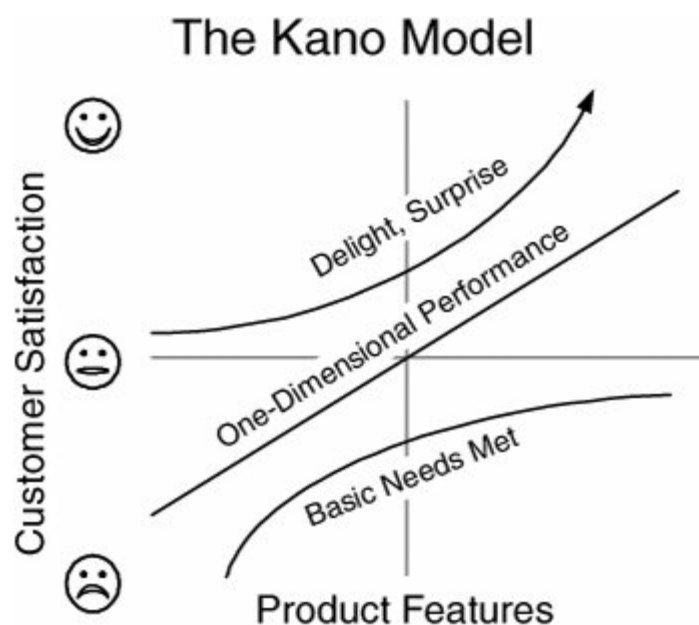 The Kano Model
Customer Satisfaction
Delight, Surprise
One-Dimensional Performance
Basic Needs Met
Product Features